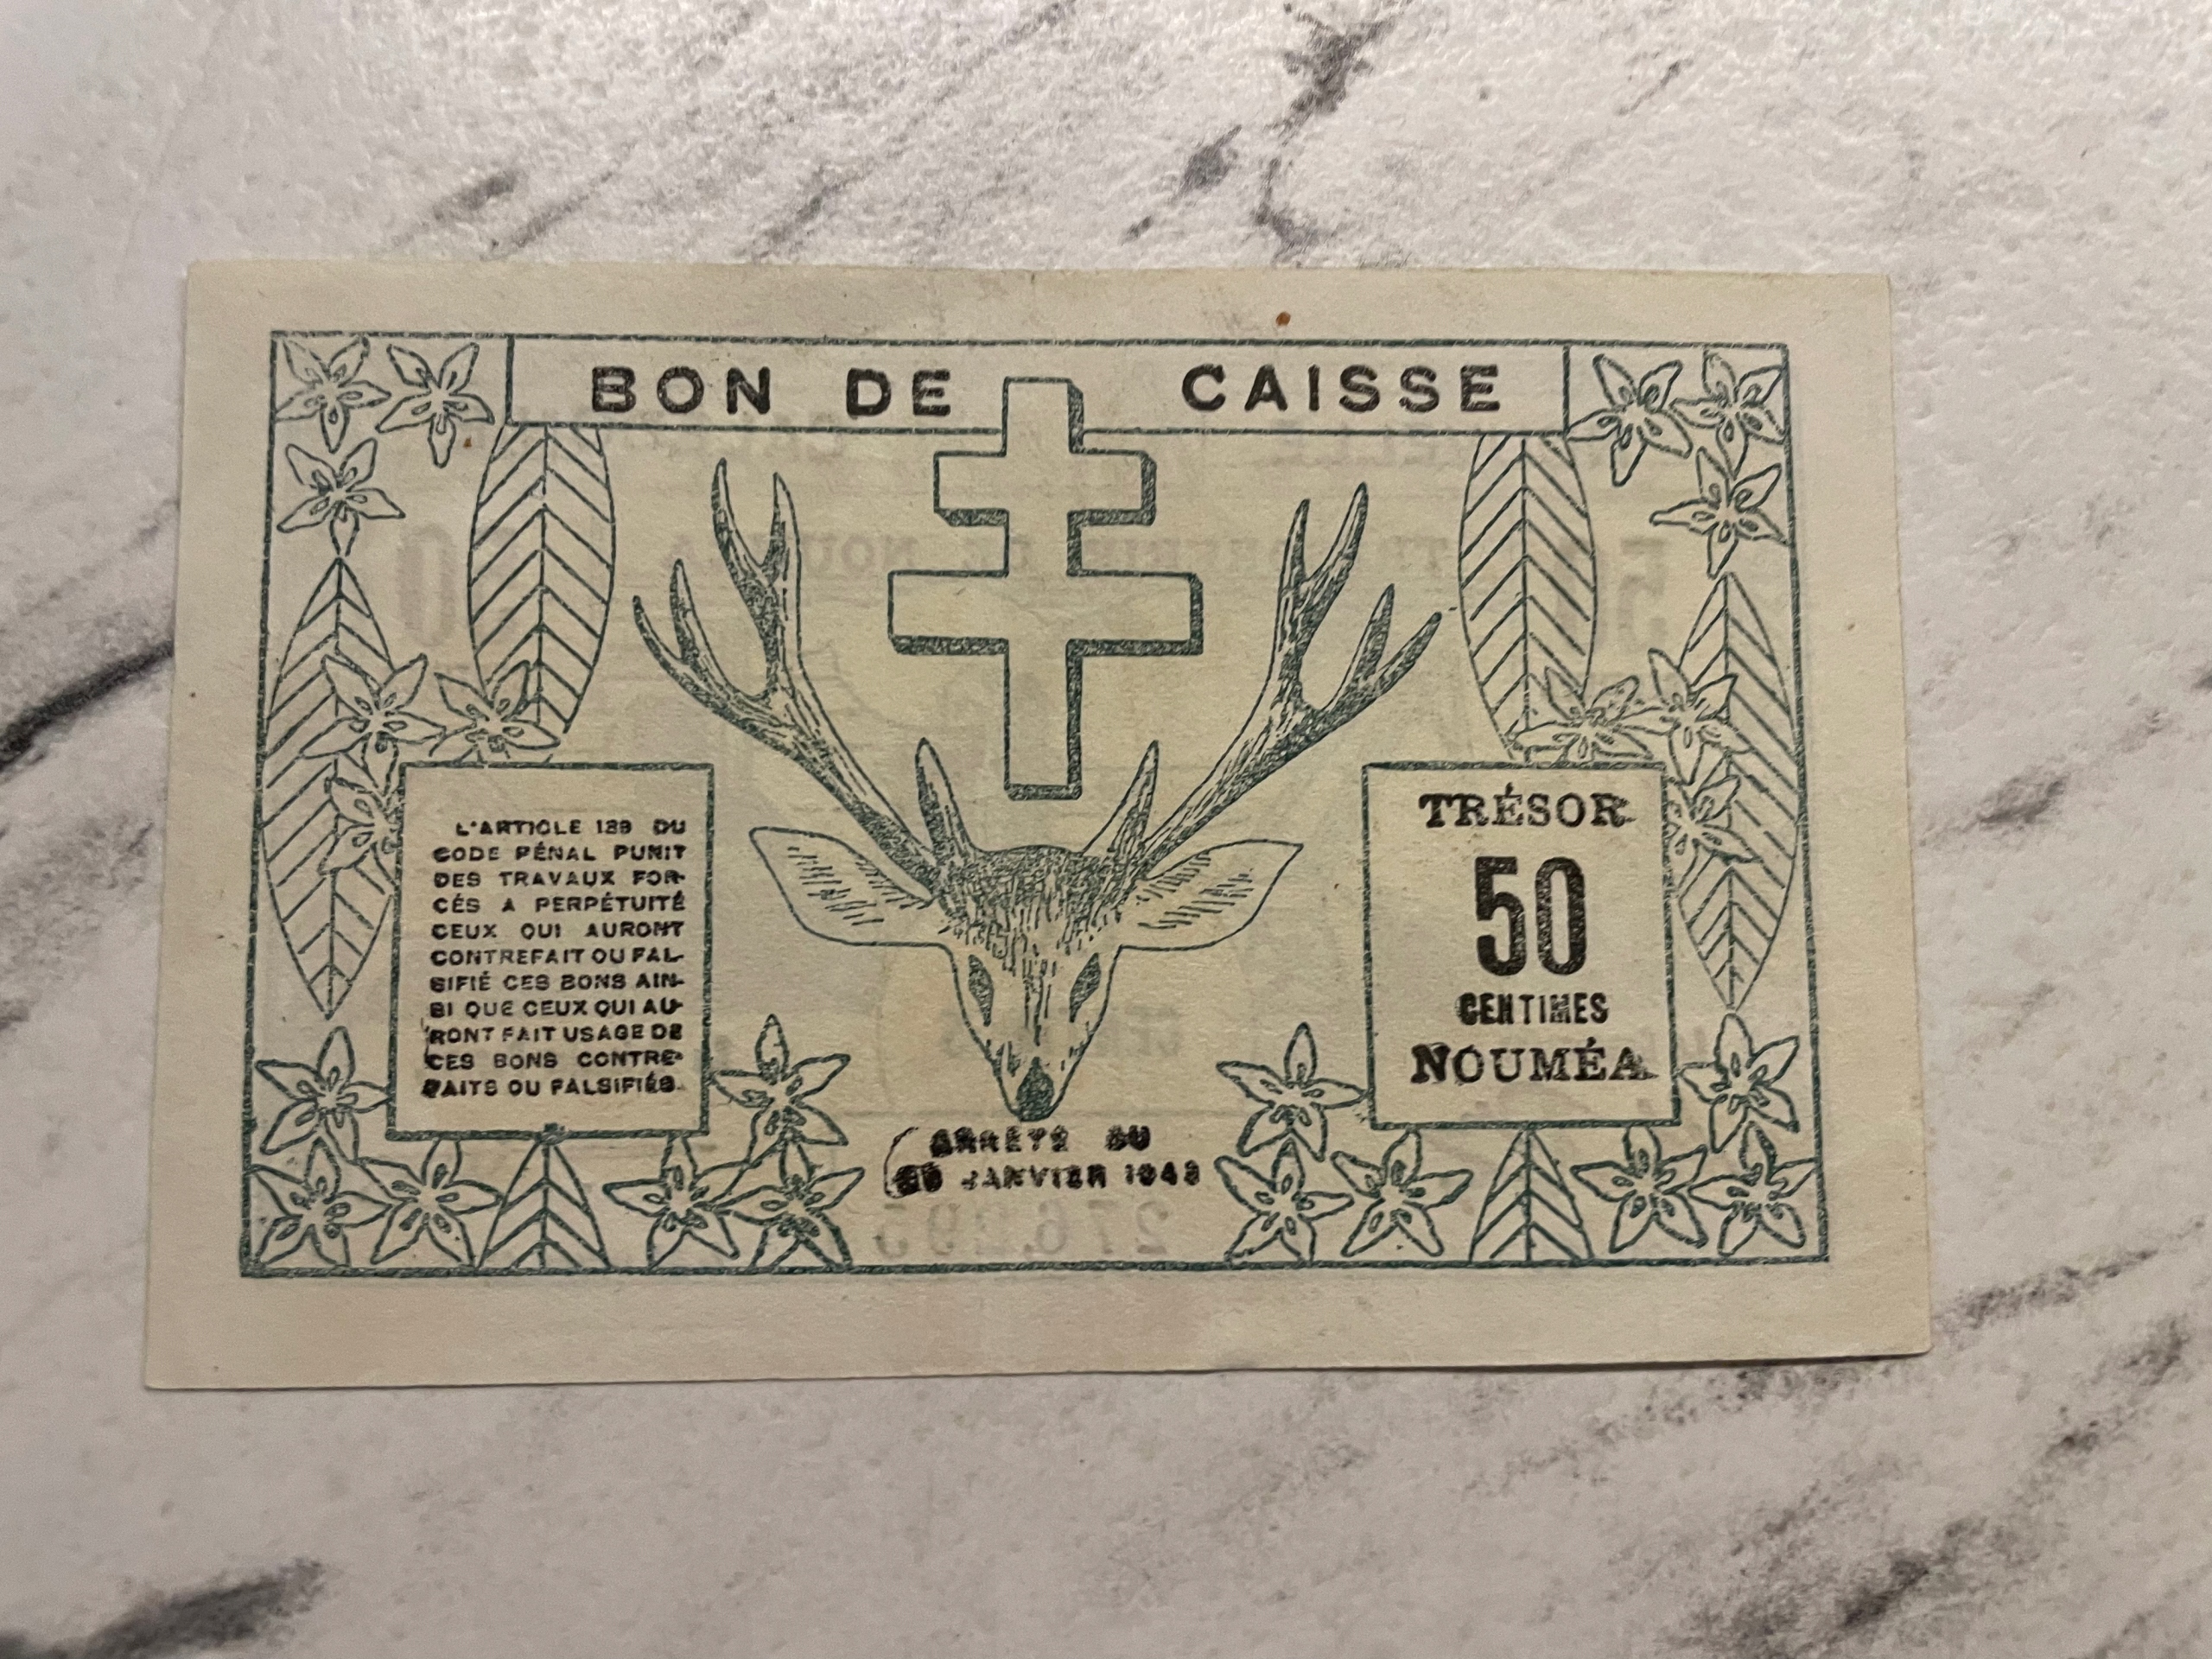 BON DE CAISSE
L'ARTICLE 139 DU
CODE PÉNAL PUNIT
DES TRAVAUX FOR-
CÉS A PERPÉTUITÉ
CEUX QUI AURONT
CONTREFAIT OU FAL-
SIFIÉ CES BONS AIN-
SI QUE CEUX QUI AU-
RONT FAIT USAGE DE
CES BONS CONTRE-
FAITS OU FALSIFIÉS.
TRÉSOR
50
CENTIMES
NOUMÉA
ARRÊTÉ DU
JANVIER 1943